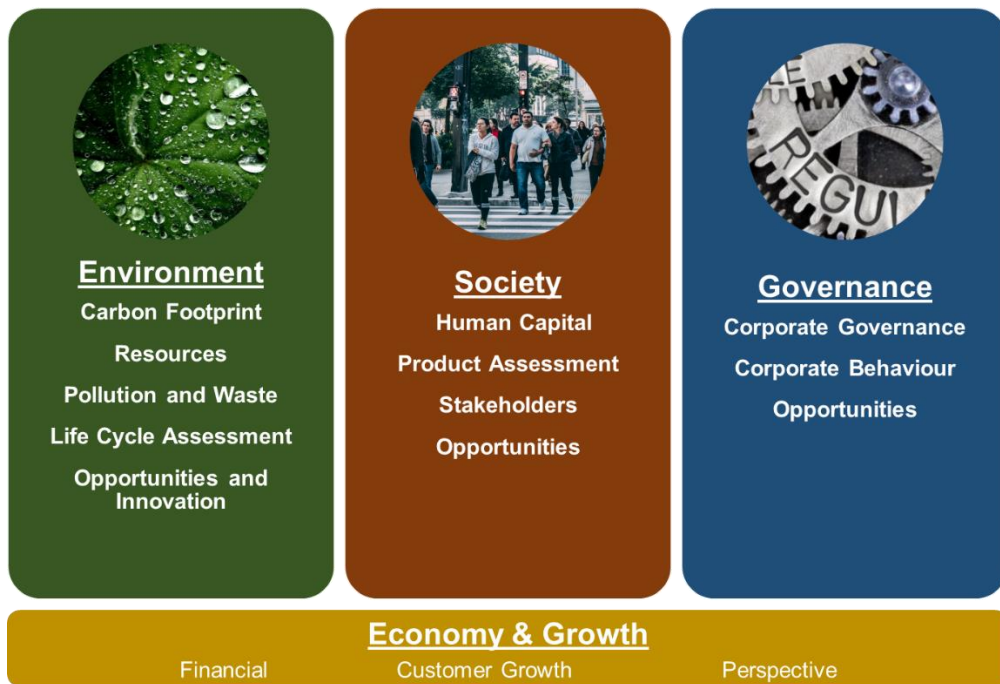 Environment
Carbon Footprint
Resources
Pollution and Waste
Life Cycle Assessment
Opportunities and
Innovation
Society
Human Capital
Product Assessment
Stakeholders
Opportunities
REGUL
Governance
Corporate Governance
Corporate Behaviour
Opportunities
Economy & Growth
Financial Customer Growth Perspective